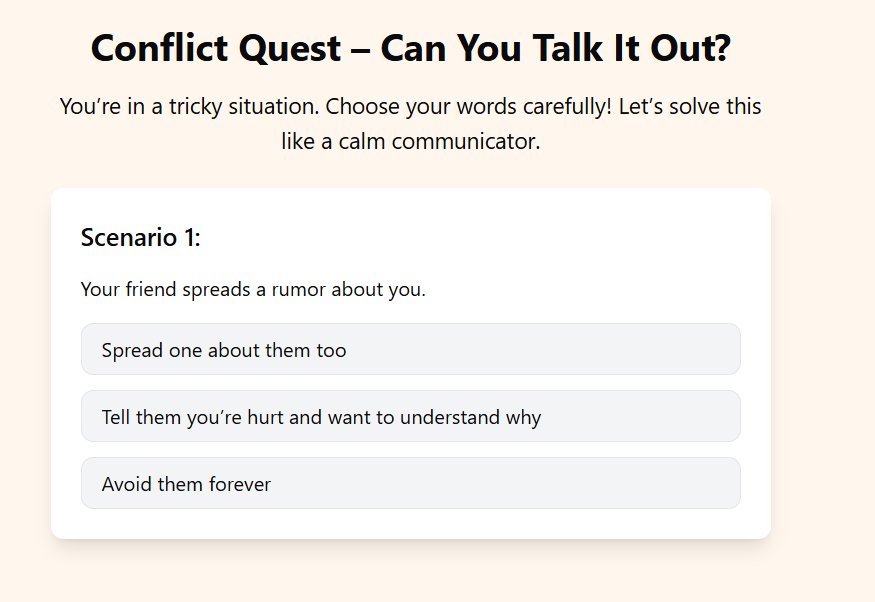 Conflict Quest – Can You Talk It Out?
You’re in a tricky situation. Choose your words carefully! Let’s solve this
like a calm communicator.
Scenario 1:
Your friend spreads a rumor about you.
Spread one about them too
Tell them you’re hurt and want to understand why
Avoid them forever